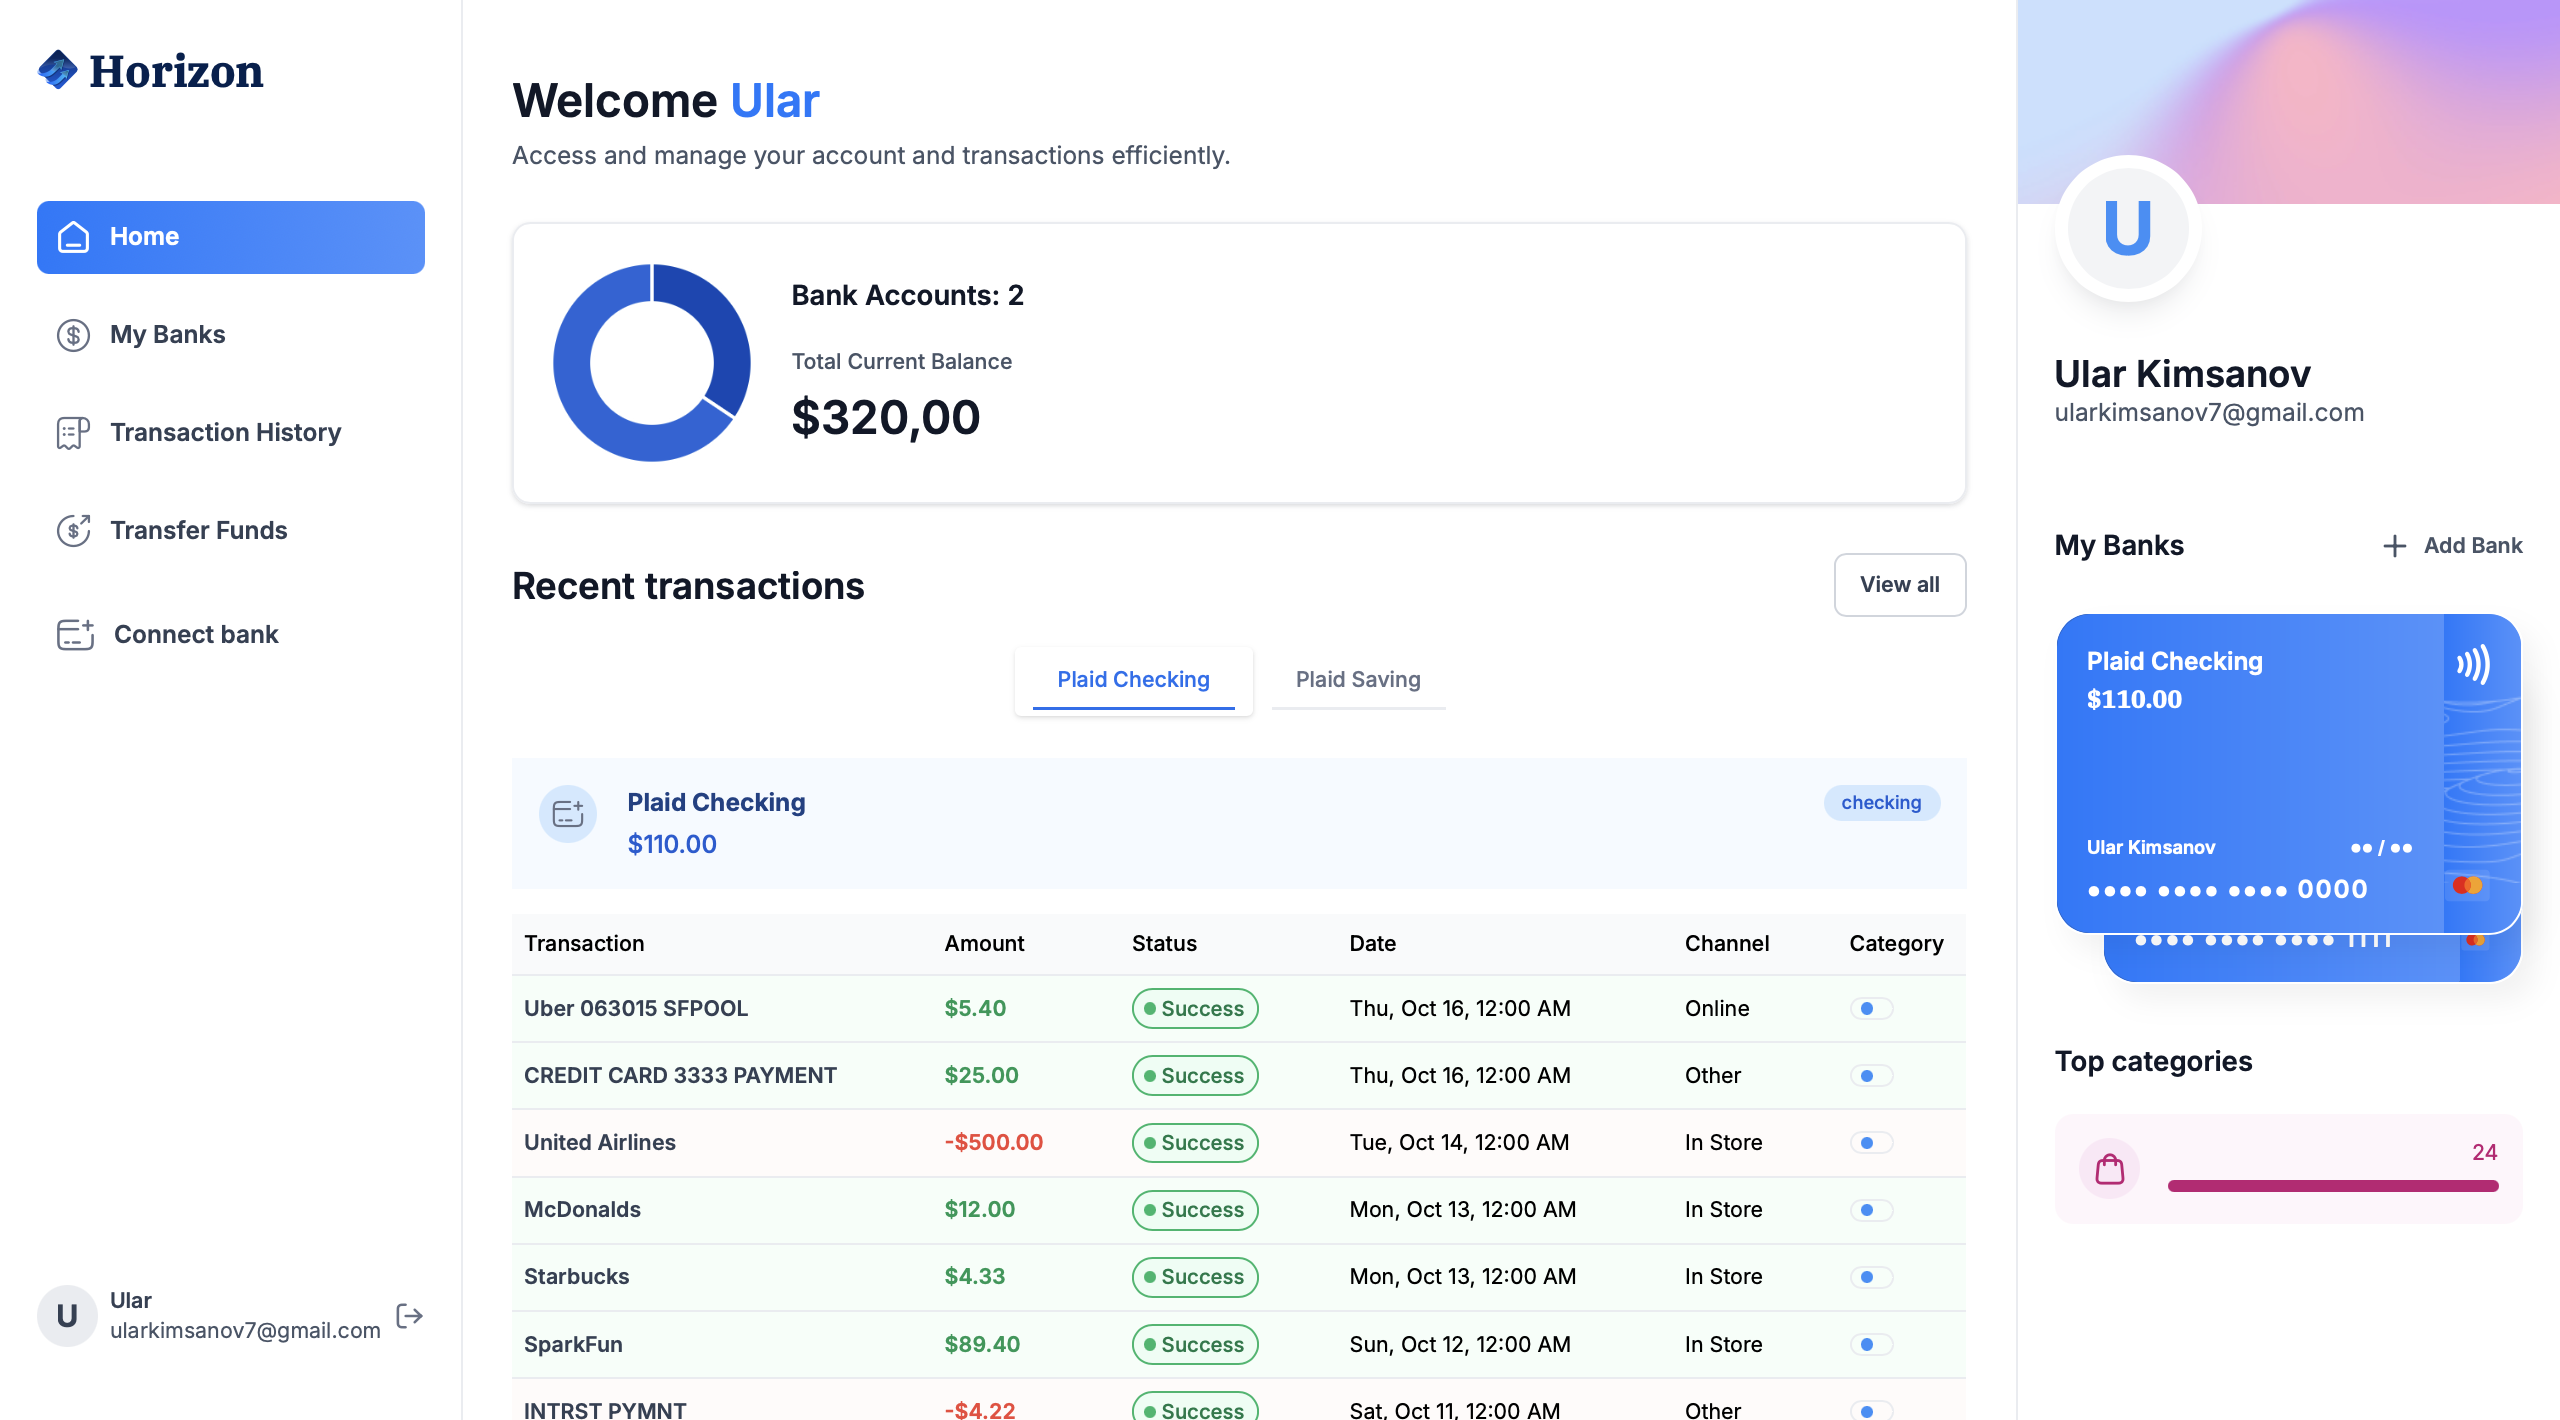 Horizon
Home
My Banks
Transaction History
Transfer Funds
Connect bank
U
Ular
ularkimsanov7@gmail.com
Welcome Ular
Access and manage your account and transactions efficiently.
Bank Accounts: 2
Total Current Balance
$320,00
Recent transactions
View all
Plaid Checking
Plaid Saving
Plaid Checking
$110.00
checking
Transaction Amount Status Date Channel Category
Uber 063015 SFPOOL $5.40 Success Thu, Oct 16, 12:00 AM Online
CREDIT CARD 3333 PAYMENT $25.00 Success Thu, Oct 16, 12:00 AM Other
United Airlines -$500.00 Success Tue, Oct 14, 12:00 AM In Store
McDonalds $12.00 Success Mon, Oct 13, 12:00 AM In Store
Starbucks $4.33 Success Mon, Oct 13, 12:00 AM In Store
SparkFun $89.40 Success Sun, Oct 12, 12:00 AM In Store
INTRST PYMNT -$4.22 Success Sat, Oct 11, 12:00 AM Other
U
Ular Kimsanov
ularkimsanov7@gmail.com
My Banks
+ Add Bank
Plaid Checking
$110.00
Ular Kimsanov ●● / ●●
●●●● ●●●● ●●●● 0000
Top categories
24